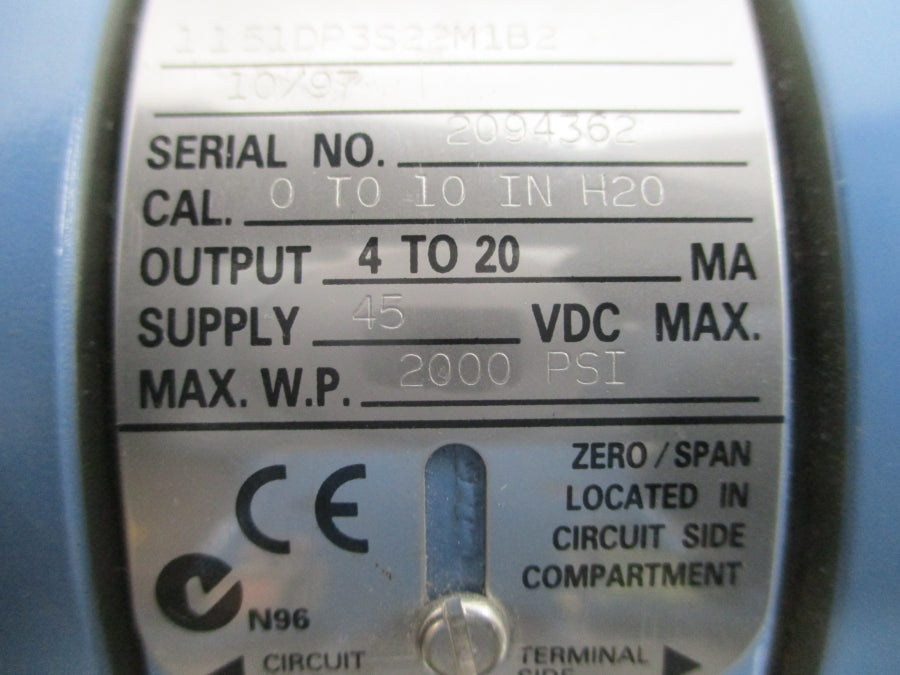 1151DP3S22M1B2
10/97
SERIAL NO. 2094362
CAL. 0 TO 10 IN H20
OUTPUT 4 TO 20 MA
SUPPLY 45 VDC MAX.
MAX. W.P. 2000 PSI
CE
ZERO / SPAN
LOCATED IN
CIRCUIT SIDE
COMPARTMENT
N96
CIRCUIT
TERMINAL
SIDE